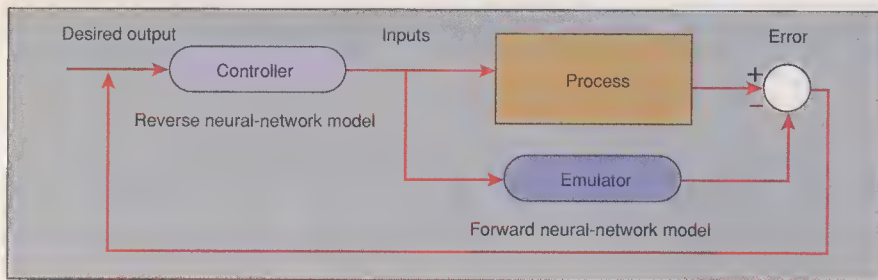 Desired output
Inputs
Error
Controller
Process
+
−
Reverse neural-network model
Emulator
Forward neural-network model